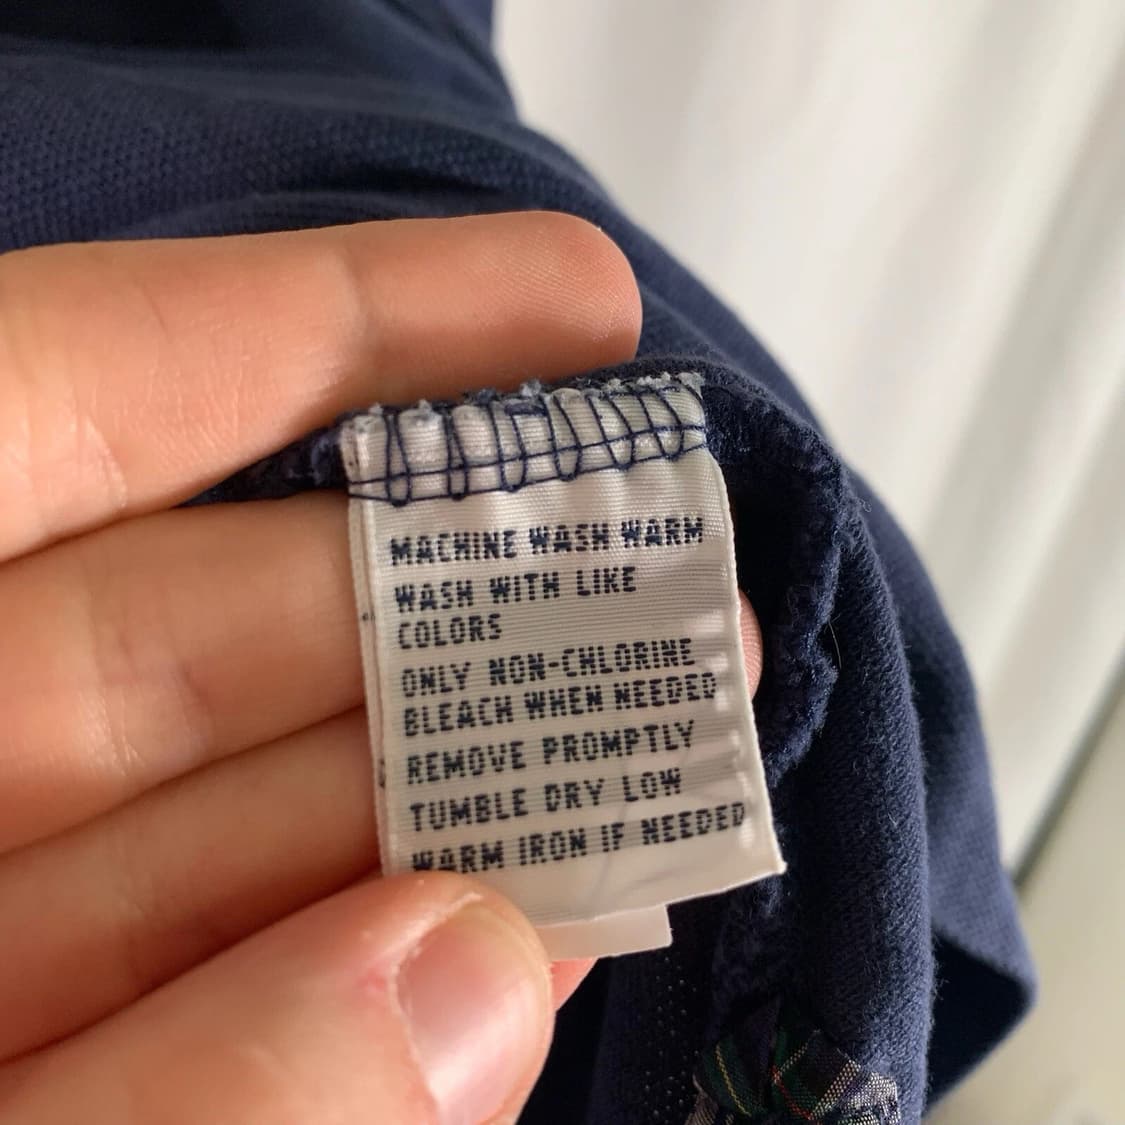 MACHINE WASH WARM
WASH WITH LIKE
COLORS
ONLY NON-CHLORINE
BLEACH WHEN NEEDED
REMOVE PROMPTLY
TUMBLE DRY LOW
WARM IRON IF NEEDED